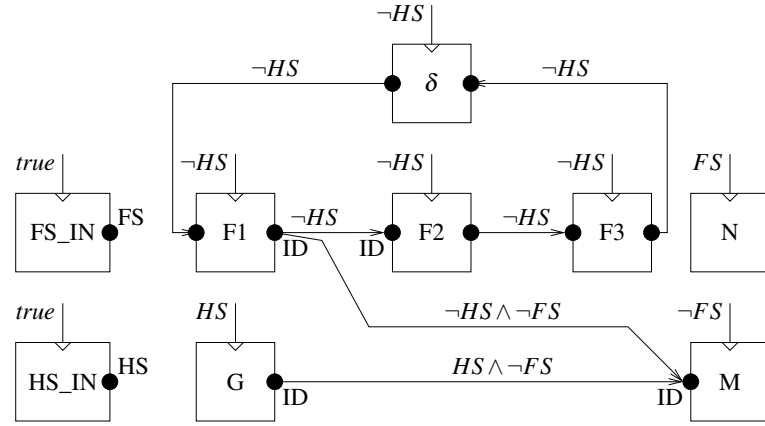 ¬HS
¬HS δ ¬HS
true ¬HS ¬HS ¬HS FS
FS_IN FS F1 ¬HS F2 ¬HS F3 N
ID ID
¬HS ∧ ¬FS
true HS ¬FS
HS_IN HS G HS ∧ ¬FS M
ID ID